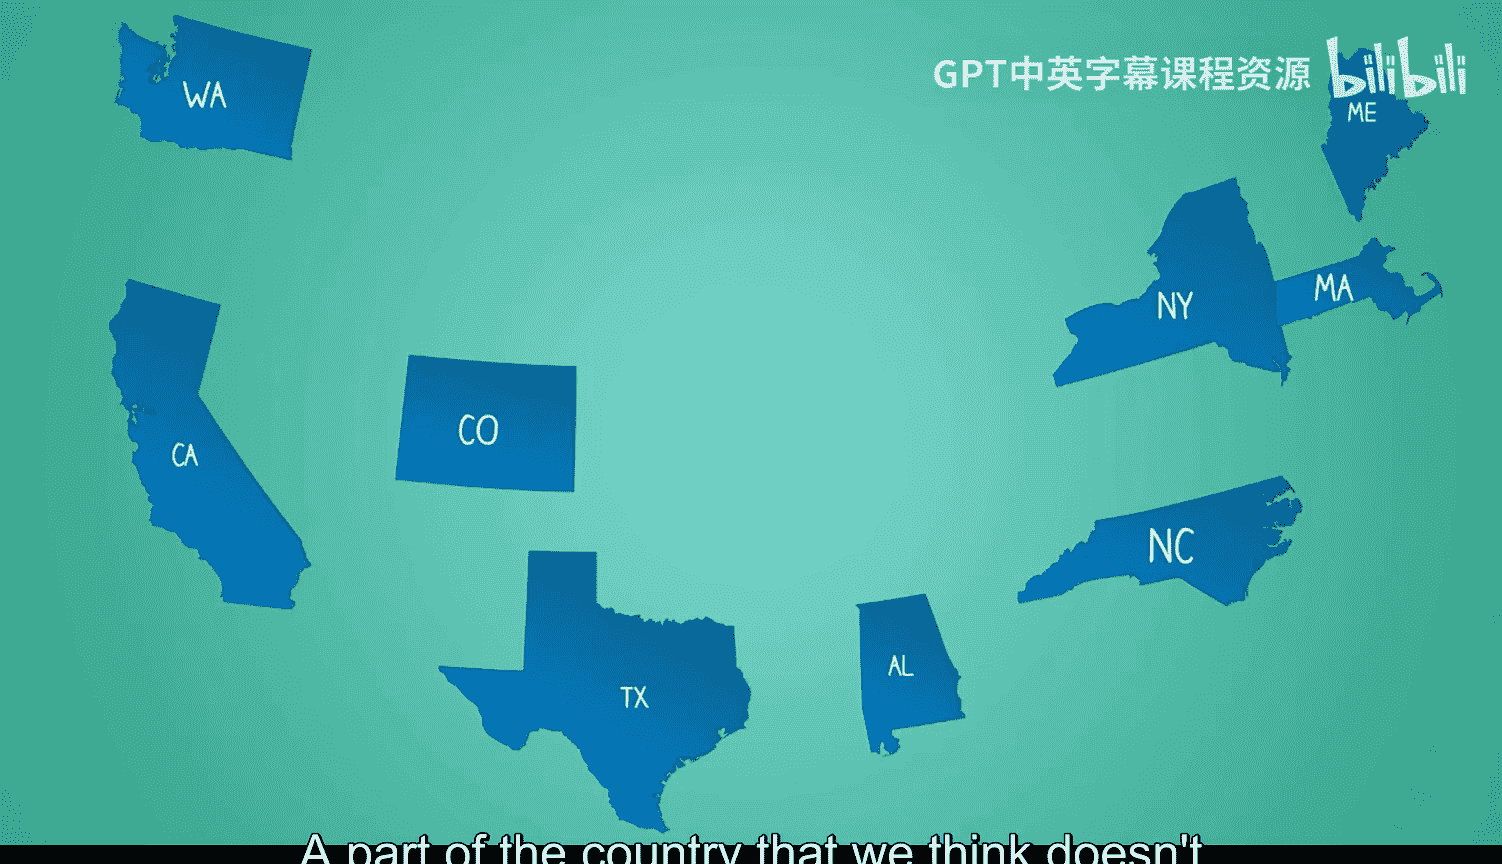 WA
GPT中英字幕课程资源 bilibili
ME
NY
MA
CA
CO
NC
TX
AL
A part of the country that we think doesn't